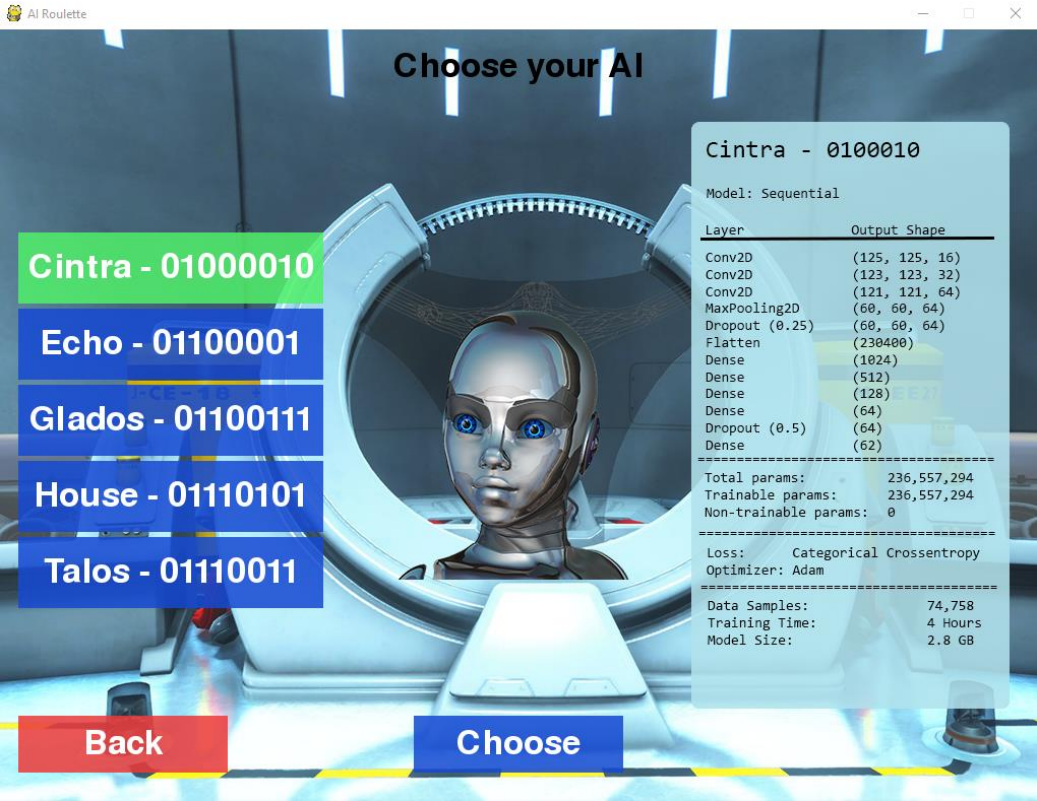 AI Roulette
Choose your AI
Cintra - 01000010
Echo - 01100001
Glados - 01100111
House - 01110101
Talos - 01110011
Back
Choose
Cintra - 0100010
Model: Sequential
Layer Output Shape
Conv2D (125, 125, 16)
Conv2D (123, 123, 32)
Conv2D (121, 121, 64)
MaxPooling2D (60, 60, 64)
Dropout (0.25) (60, 60, 64)
Flatten (230400)
Dense (1024)
Dense (512)
Dense (128)
Dense (64)
Dropout (0.5) (64)
Dense (62)
Total params: 236,557,294
Trainable params: 236,557,294
Non-trainable params: 0
Loss: Categorical Crossentropy
Optimizer: Adam
Data Samples: 74,758
Training Time: 4 Hours
Model Size: 2.8 GB